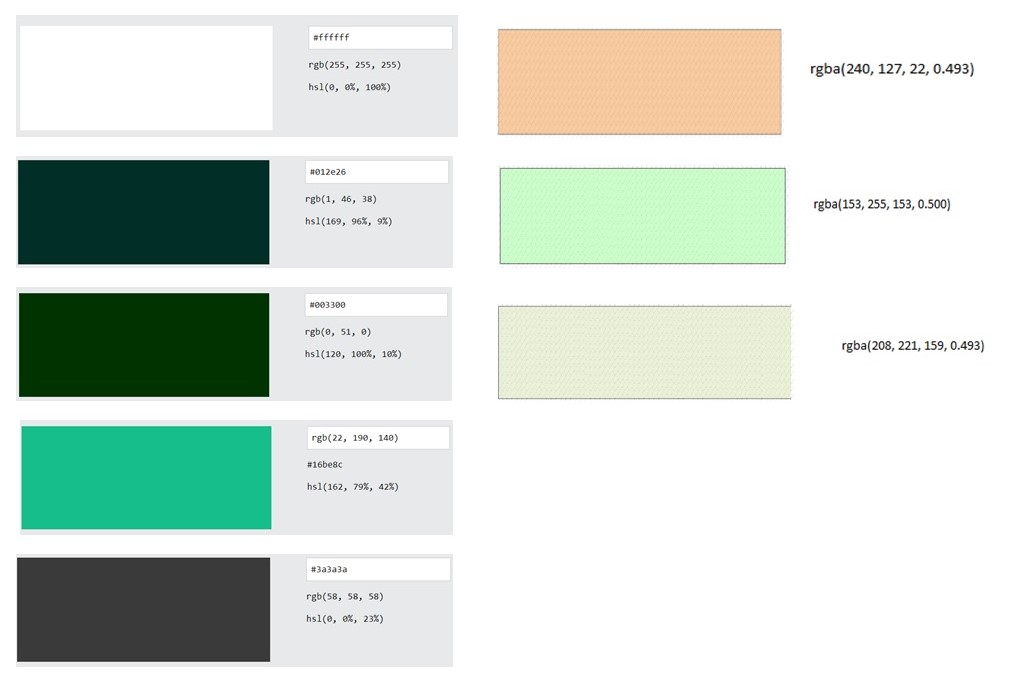 #ffffff
rgb(255, 255, 255)
hsl(0, 0%, 100%)
#012e26
rgb(1, 46, 38)
hsl(169, 96%, 9%)
#003300
rgb(0, 51, 0)
hsl(120, 100%, 10%)
rgb(22, 190, 140)
#16be8c
hsl(162, 79%, 42%)
#3a3a3a
rgb(58, 58, 58)
hsl(0, 0%, 23%)
rgba(240, 127, 22, 0.493)
rgba(153, 255, 153, 0.500)
rgba(208, 221, 159, 0.493)